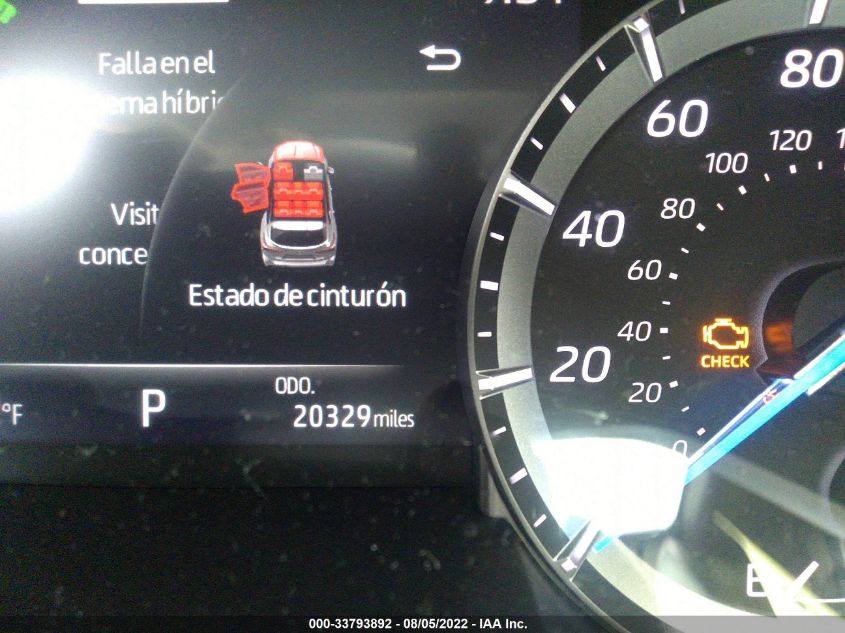 Falla en el
Visit
Estado de cinturón
°F
P
ODO.
20329 miles
80
60
40
20
120
100
80
60
40
20
0
CHECK
E
000-33793892 - 08/05/2022 - IAA Inc.